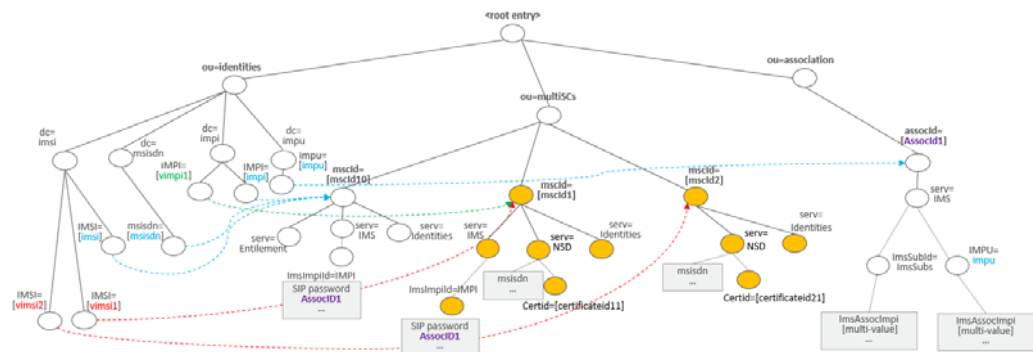 <root entry>
ou=identities
ou=association
ou=multiSCs
dc=
imsi
dc=
msisdn
dc=
impi
dc=
impu
iMPI=
[vimpi1]
IMPI=
[impi]
impu=
[impu]
assocId=
[AssocId1]
mscId=
[mscId10]
mscId=
[mscId1]
mscId=
[mscId2]
IMSI=
[imsi]
msisdn=
[msisdn]
serv=
Entilement
serv=
IMS
serv=
Identities
serv=
IMS
serv=
NSD
serv=
Identities
serv=
NSD
serv=
Identities
serv=
IMS
ImsSubId=
ImsSubs
IMPU=
impu
IMSI=
[vimsi2]
IMSI=
[vimsi1]
ImsImpiId=IMPI
SIP password
AssocID1
...
ImsImpiId=IMPI
SIP password
AssocID1
...
msisdn
...
Certid=[certificateid11]
msisdn
...
Certid=[certificateid21]
ImsAssocImpi
[multi-value]
...
ImsAssocImpi
[multi-value]
...